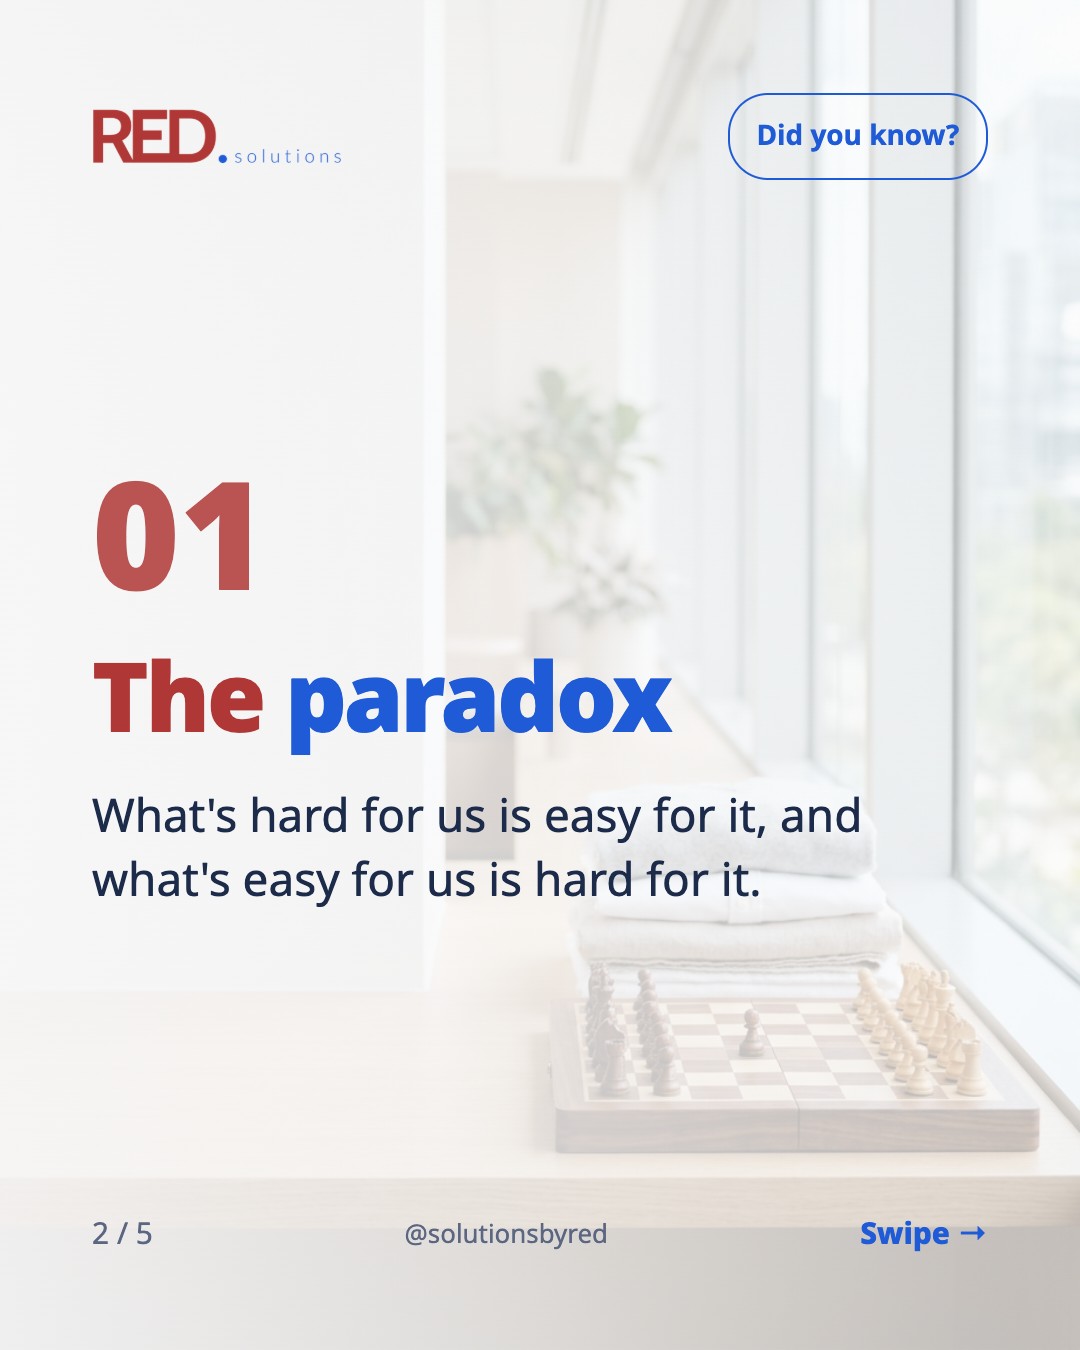 RED.solutions
Did you know?
01
The paradox
What's hard for us is easy for it, and
what's easy for us is hard for it.
2 / 5
@solutionsbyred
Swipe →